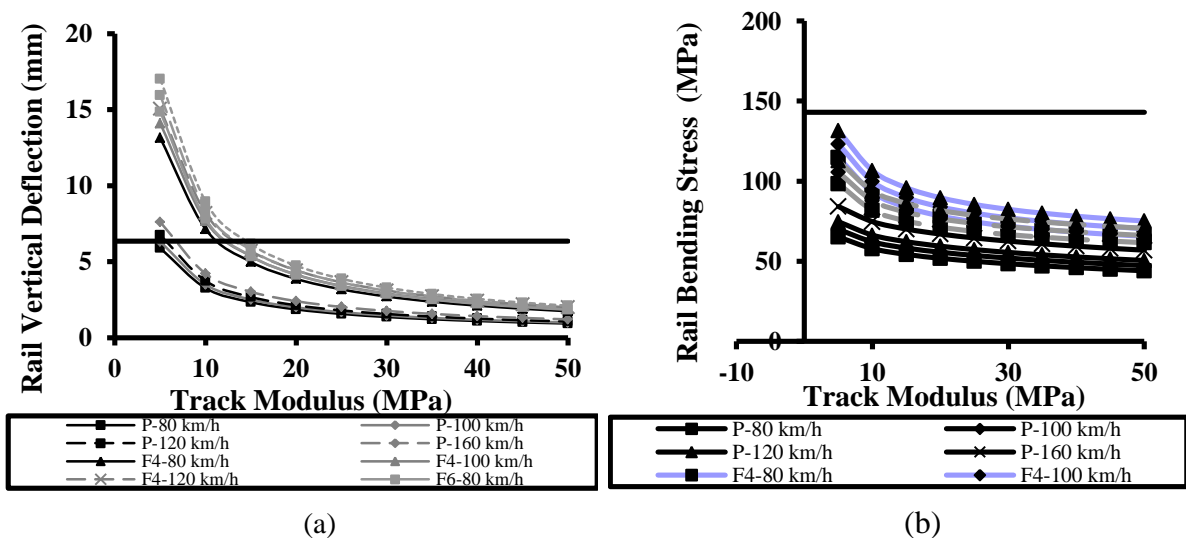 Rail Vertical Deflection (mm)
20
15
10
5
0
0 10 20 30 40 50
Track Modulus (MPa)
P-80 km/h P-100 km/h
P-120 km/h P-160 km/h
F4-80 km/h F4-100 km/h
F4-120 km/h F6-80 km/h
(a)
Rail Bending Stress (MPa)
200
150
100
50
0
-10 10 30 50
Track Modulus (MPa)
P-80 km/h P-100 km/h
P-120 km/h P-160 km/h
F4-80 km/h F4-100 km/h
(b)